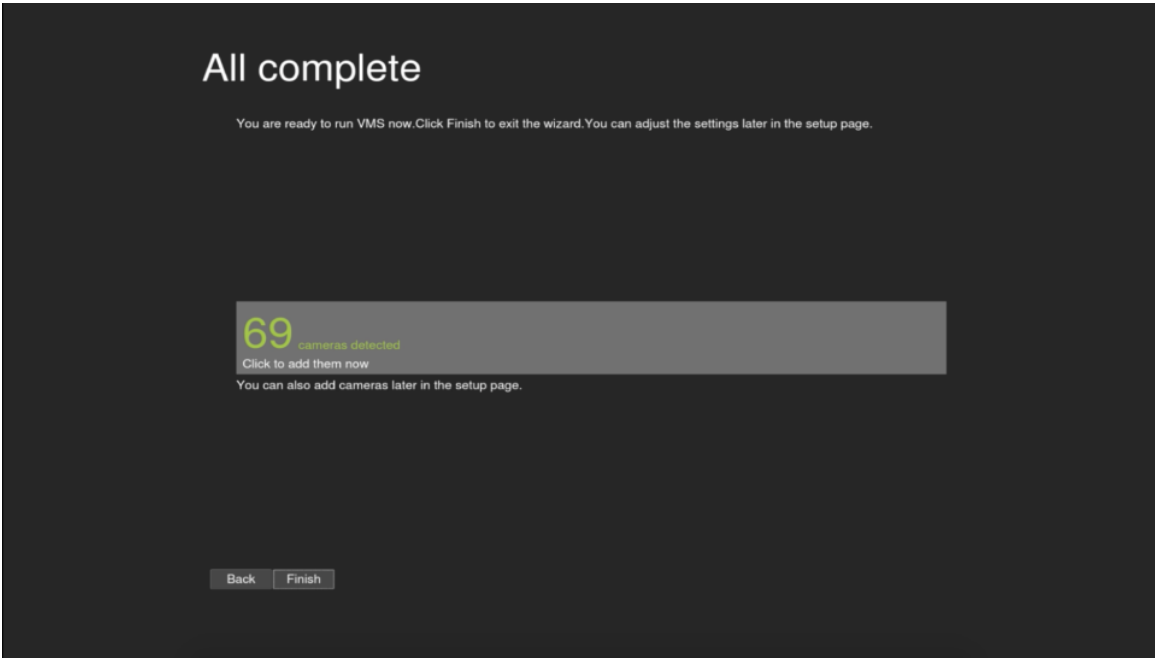 All complete
You are ready to run VMS now.Click Finish to exit the wizard.You can adjust the settings later in the setup page.
69 cameras detected
Click to add them now
You can also add cameras later in the setup page.
Back Finish